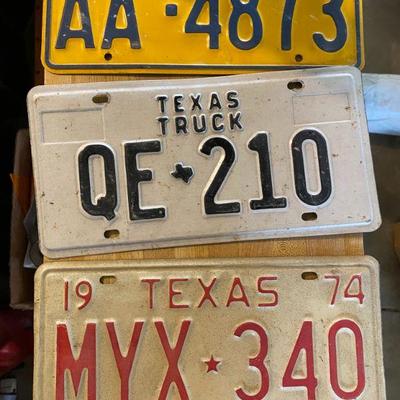 AA-4873
TEXAS
TRUCK
QE 210
19 TEXAS 74
MYX★340